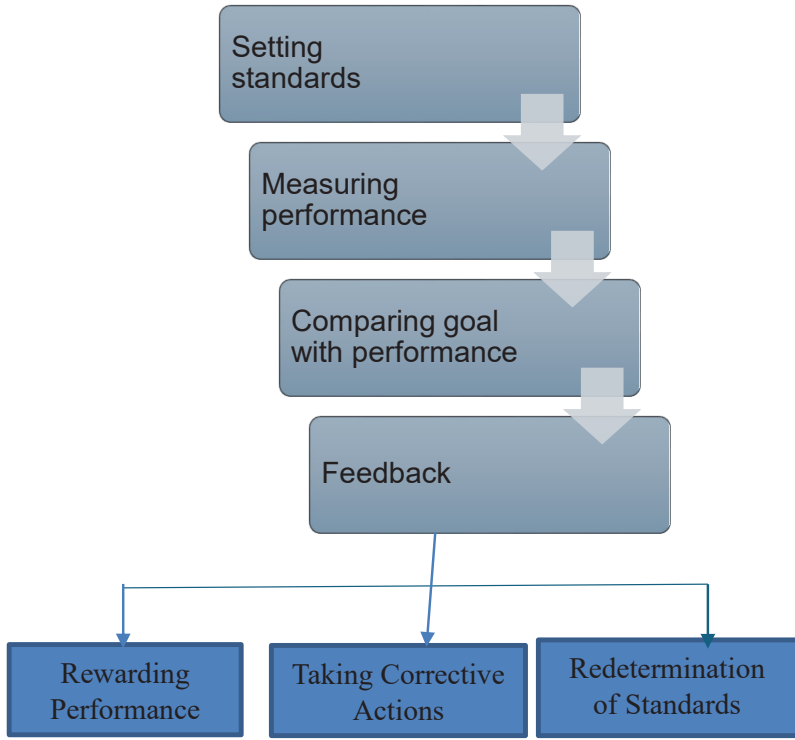 Setting
standards
Measuring
performance
Comparing goal
with performance
Feedback
Rewarding
Performance
Taking Corrective
Actions
Redetermination
of Standards